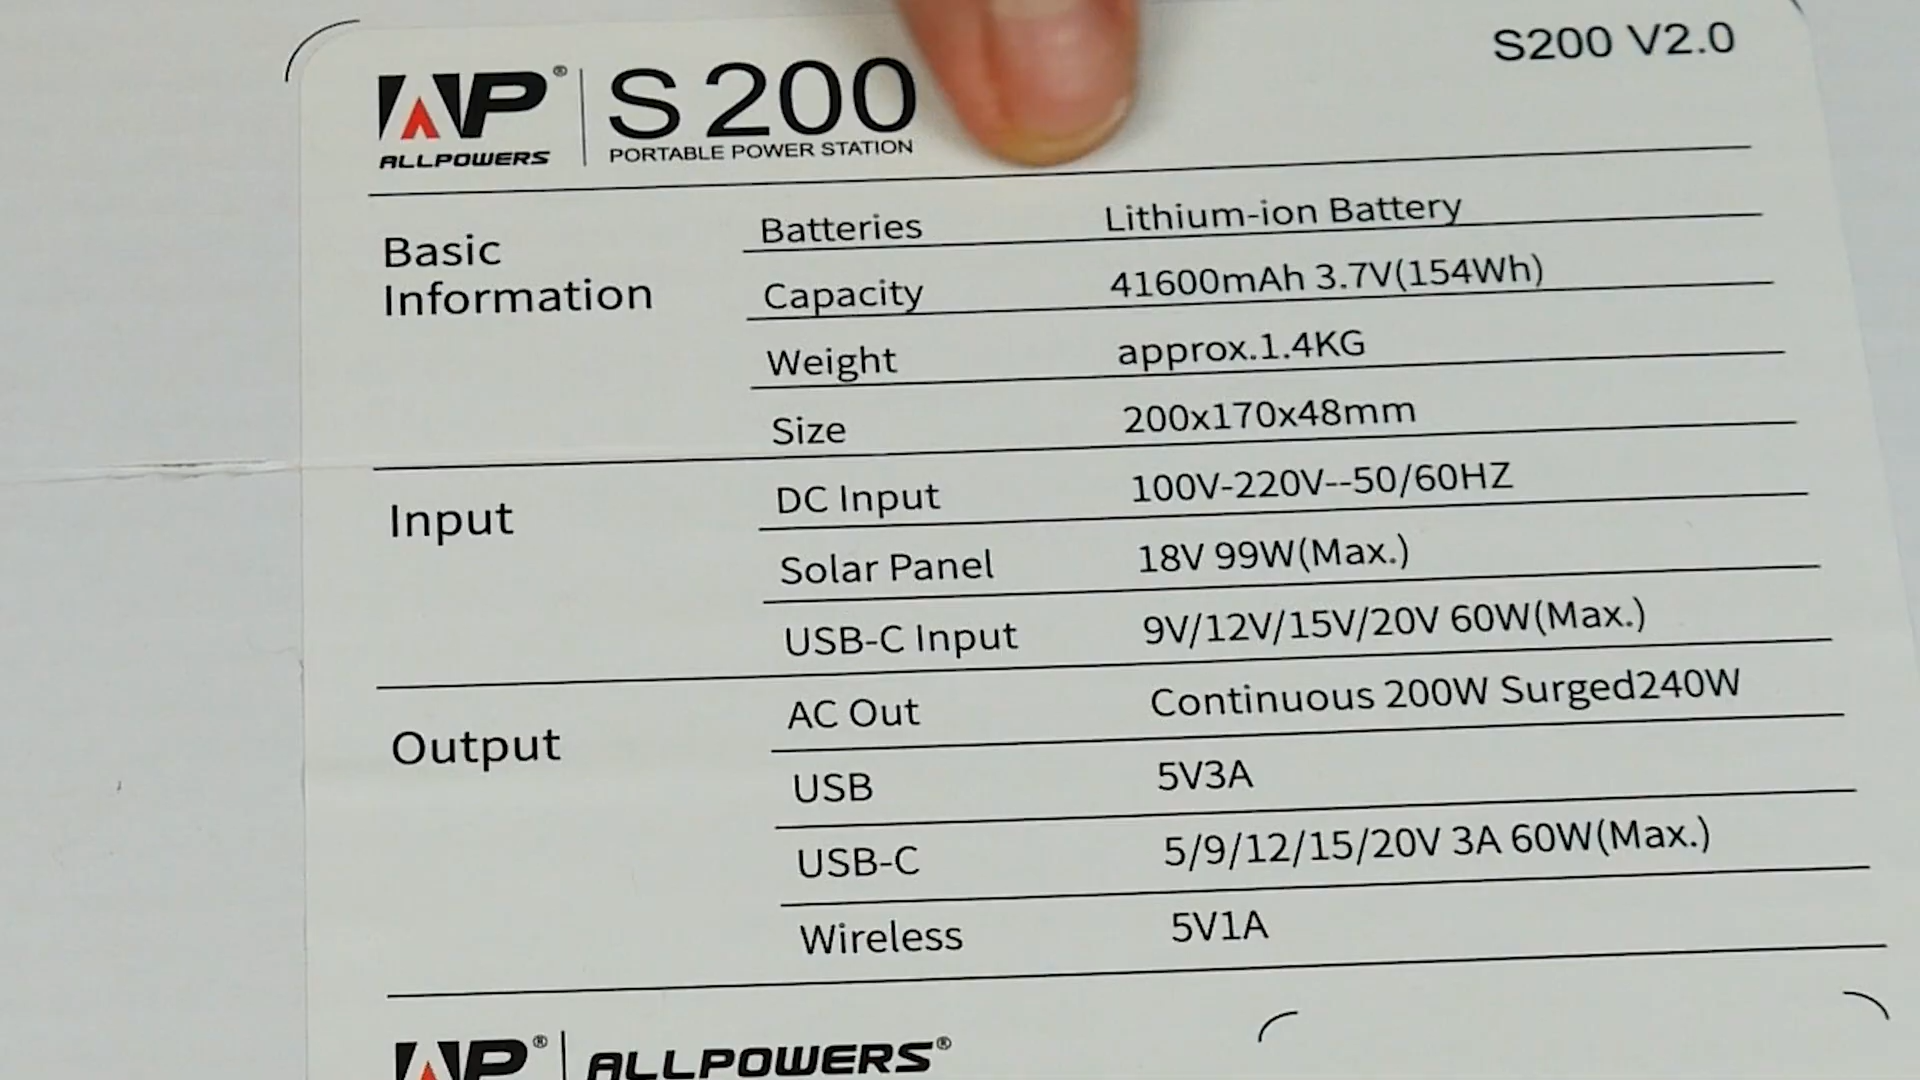 S200 V2.0
AP® S200
ALLPOWERS PORTABLE POWER STATION
Basic Information
Batteries Lithium-ion Battery
Capacity 41600mAh 3.7V(154Wh)
Weight approx.1.4KG
Size 200x170x48mm
Input
DC Input 100V-220V--50/60HZ
Solar Panel 18V 99W(Max.)
USB-C Input 9V/12V/15V/20V 60W(Max.)
Output
AC Out Continuous 200W Surged240W
USB 5V3A
USB-C 5/9/12/15/20V 3A 60W(Max.)
Wireless 5V1A
AP® ALLPOWERS®